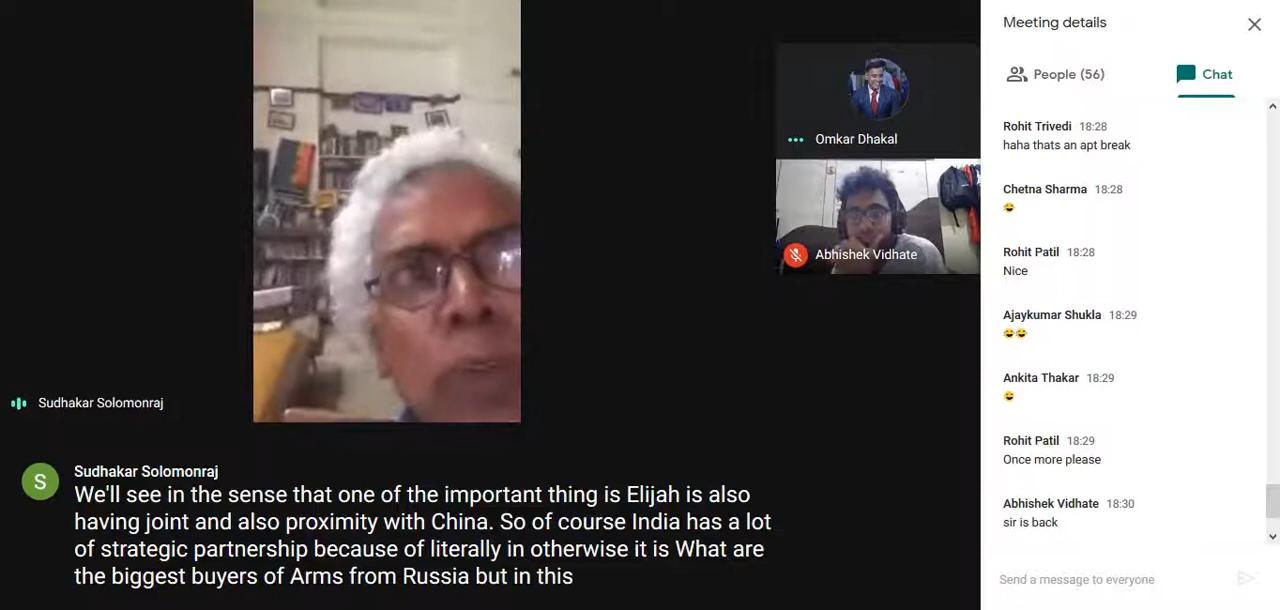 Meeting details
People (56)
Chat
Rohit Trivedi 18:28
haha thats an apt break
Chetna Sharma 18:28
Rohit Patil 18:28
Nice
Ajaykumar Shukla 18:29
Ankita Thakar 18:29
Rohit Patil 18:29
Once more please
Abhishek Vidhate 18:30
sir is back
Send a message to everyone
Omkar Dhakal
Abhishek Vidhate
Sudhakar Solomonraj
S
Sudhakar Solomonraj
We'll see in the sense that one of the important thing is Elijah is also
having joint and also proximity with China. So of course India has a lot
of strategic partnership because of literally in otherwise it is What are
the biggest buyers of Arms from Russia but in this